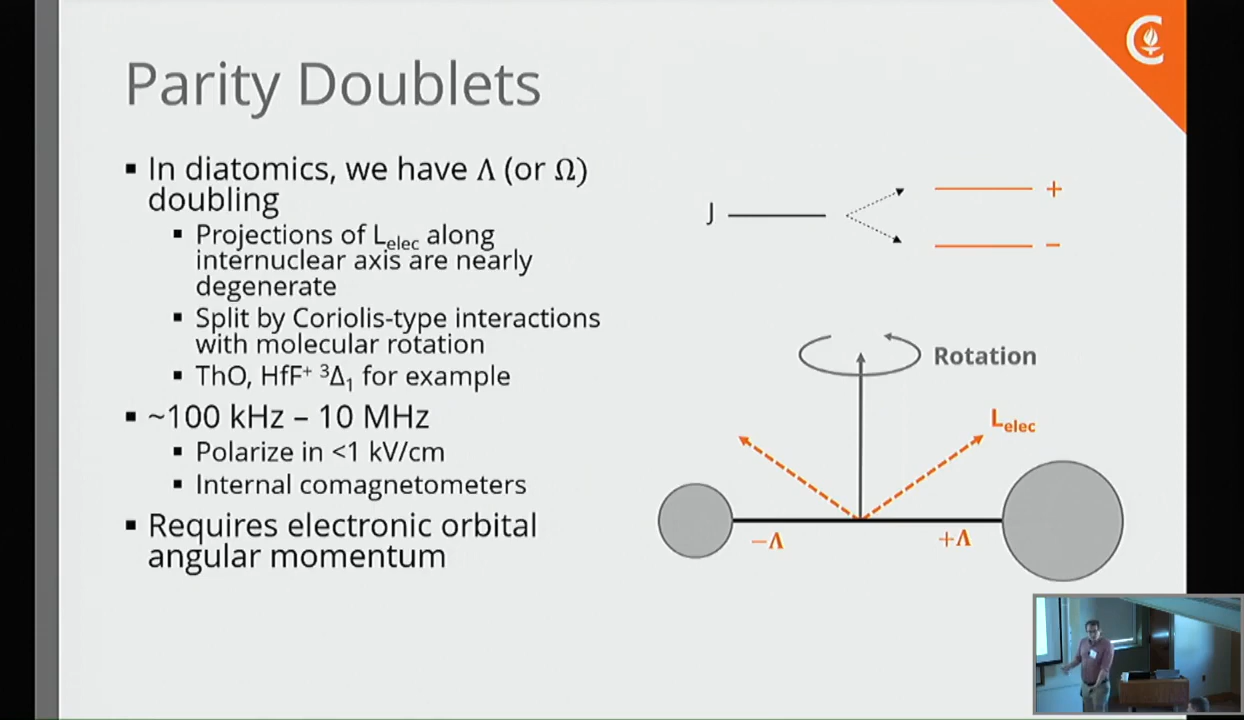 Parity Doublets
▪ In diatomics, we have Λ (or Ω)
doubling
▪ Projections of Lelec along
internuclear axis are nearly
degenerate
▪ Split by Coriolis-type interactions
with molecular rotation
▪ ThO, HfF⁺ ³Δ₁ for example
▪ ~100 kHz – 10 MHz
▪ Polarize in <1 kV/cm
▪ Internal comagnetometers
▪ Requires electronic orbital
angular momentum
J
+
−
Rotation
Lelec
−Λ
+Λ